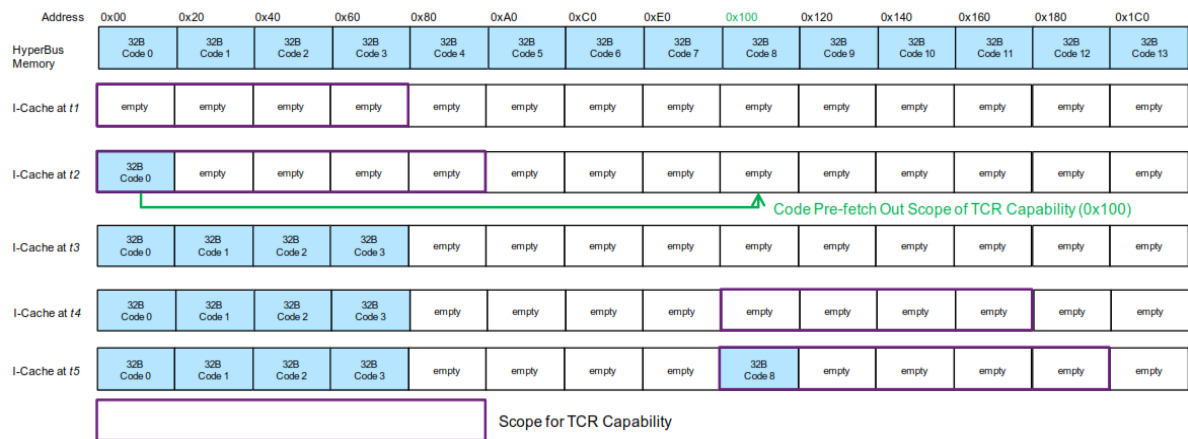 Address 0x00 0x20 0x40 0x60 0x80 0xA0 0xC0 0xE0 0x100 0x120 0x140 0x160 0x180 0x1C0
HyperBus
Memory
32B 32B 32B 32B 32B 32B 32B 32B 32B 32B 32B 32B 32B 32B
Code 0 Code 1 Code 2 Code 3 Code 4 Code 5 Code 6 Code 7 Code 8 Code 9 Code 10 Code 11 Code 12 Code 13
I-Cache at t1 empty empty empty empty empty empty empty empty empty empty empty empty empty empty
32B
I-Cache at t2 Code 0 empty empty empty empty empty empty empty empty empty empty empty empty empty
Code Pre-fetch Out Scope of TCR Capability (0x100)
32B 32B 32B 32B
I-Cache at t3 Code 0 Code 1 Code 2 Code 3 empty empty empty empty empty empty empty empty empty empty
32B 32B 32B 32B
I-Cache at t4 Code 0 Code 1 Code 2 Code 3 empty empty empty empty empty empty empty empty empty empty
32B 32B 32B 32B 32B
I-Cache at t5 Code 0 Code 1 Code 2 Code 3 empty empty empty empty Code 8 empty empty empty empty empty
Scope for TCR Capability